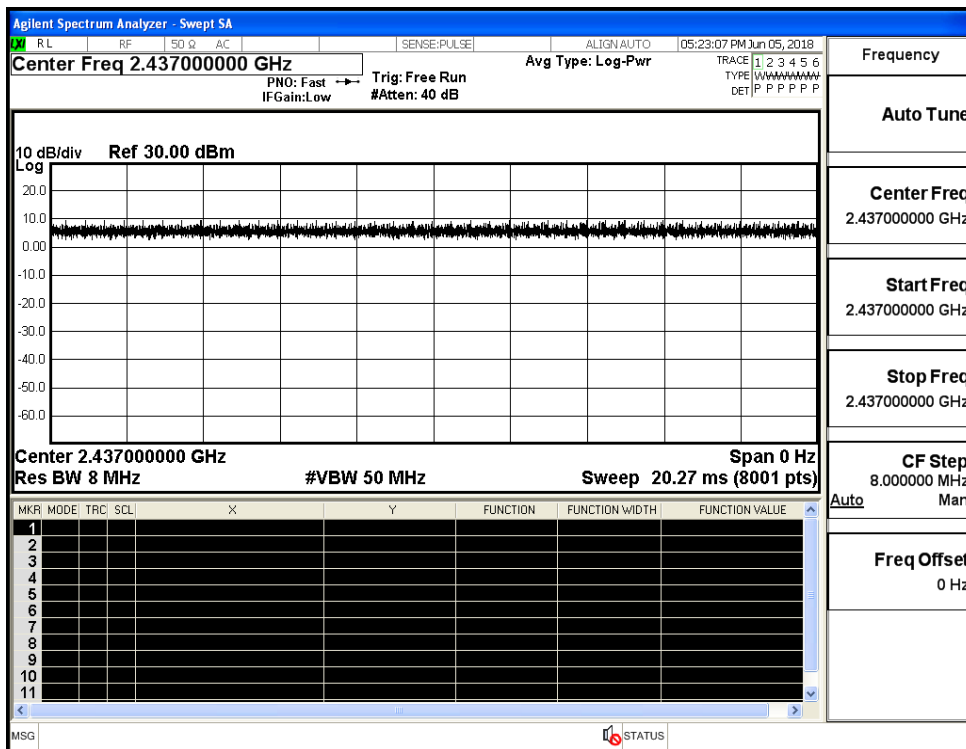 Agilent Spectrum Analyzer - Swept SA
LXI RL RF 50 Ω AC SENSE:PULSE ALIGN AUTO 05:23:07 PM Jun 05, 2018
Center Freq 2.437000000 GHz
PNO: Fast
IFGain:Low
Trig: Free Run
#Atten: 40 dB
Avg Type: Log-Pwr
TRACE 1 2 3 4 5 6
TYPE WWWWWW
DET P P P P P P
10 dB/div Ref 30.00 dBm
Log
20.0
10.0
0.00
-10.0
-20.0
-30.0
-40.0
-50.0
-60.0
Center 2.437000000 GHz Span 0 Hz
Res BW 8 MHz #VBW 50 MHz Sweep 20.27 ms (8001 pts)
MKR MODE TRC SCL X Y FUNCTION FUNCTION WIDTH FUNCTION VALUE
1
2
3
4
5
6
7
8
9
10
11
MSG STATUS
Frequency
Auto Tune
Center Freq
2.437000000 GHz
Start Freq
2.437000000 GHz
Stop Freq
2.437000000 GHz
CF Step
8.000000 MHz
Auto Man
Freq Offset
0 Hz